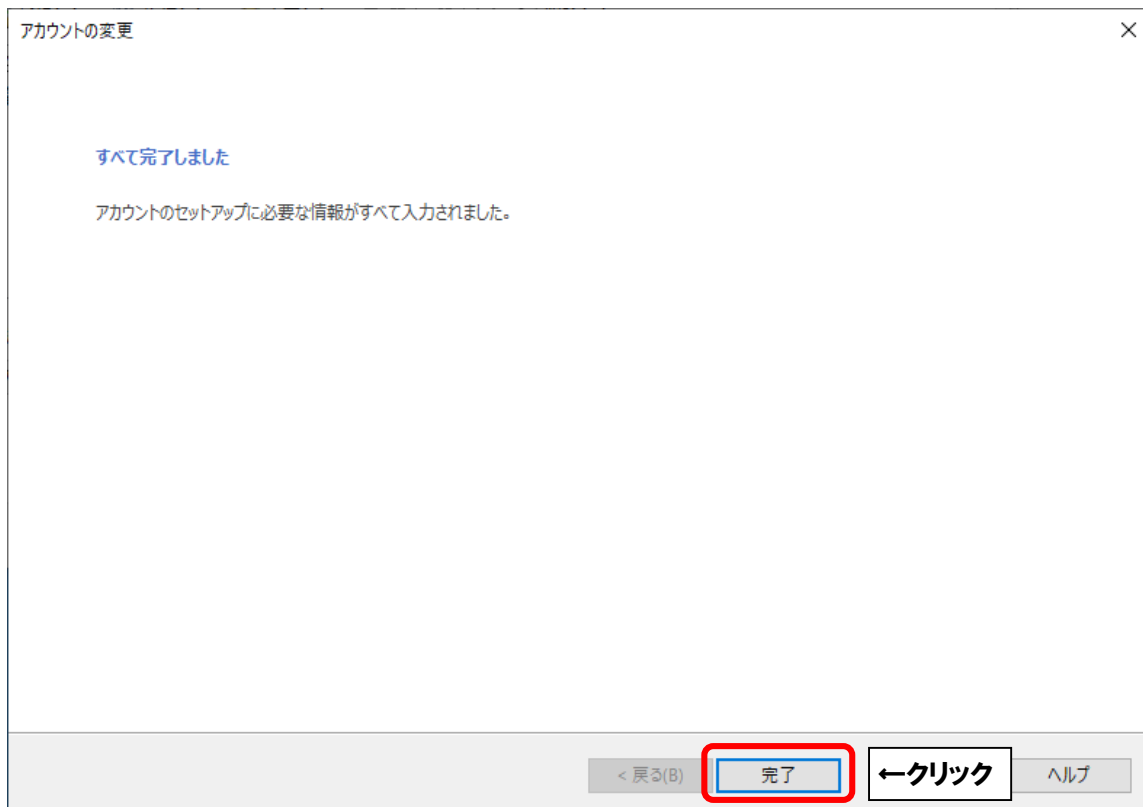 アカウントの変更
すべて完了しました
アカウントのセットアップに必要な情報がすべて入力されました。
< 戻る(B)
完了
←クリック
ヘルプ